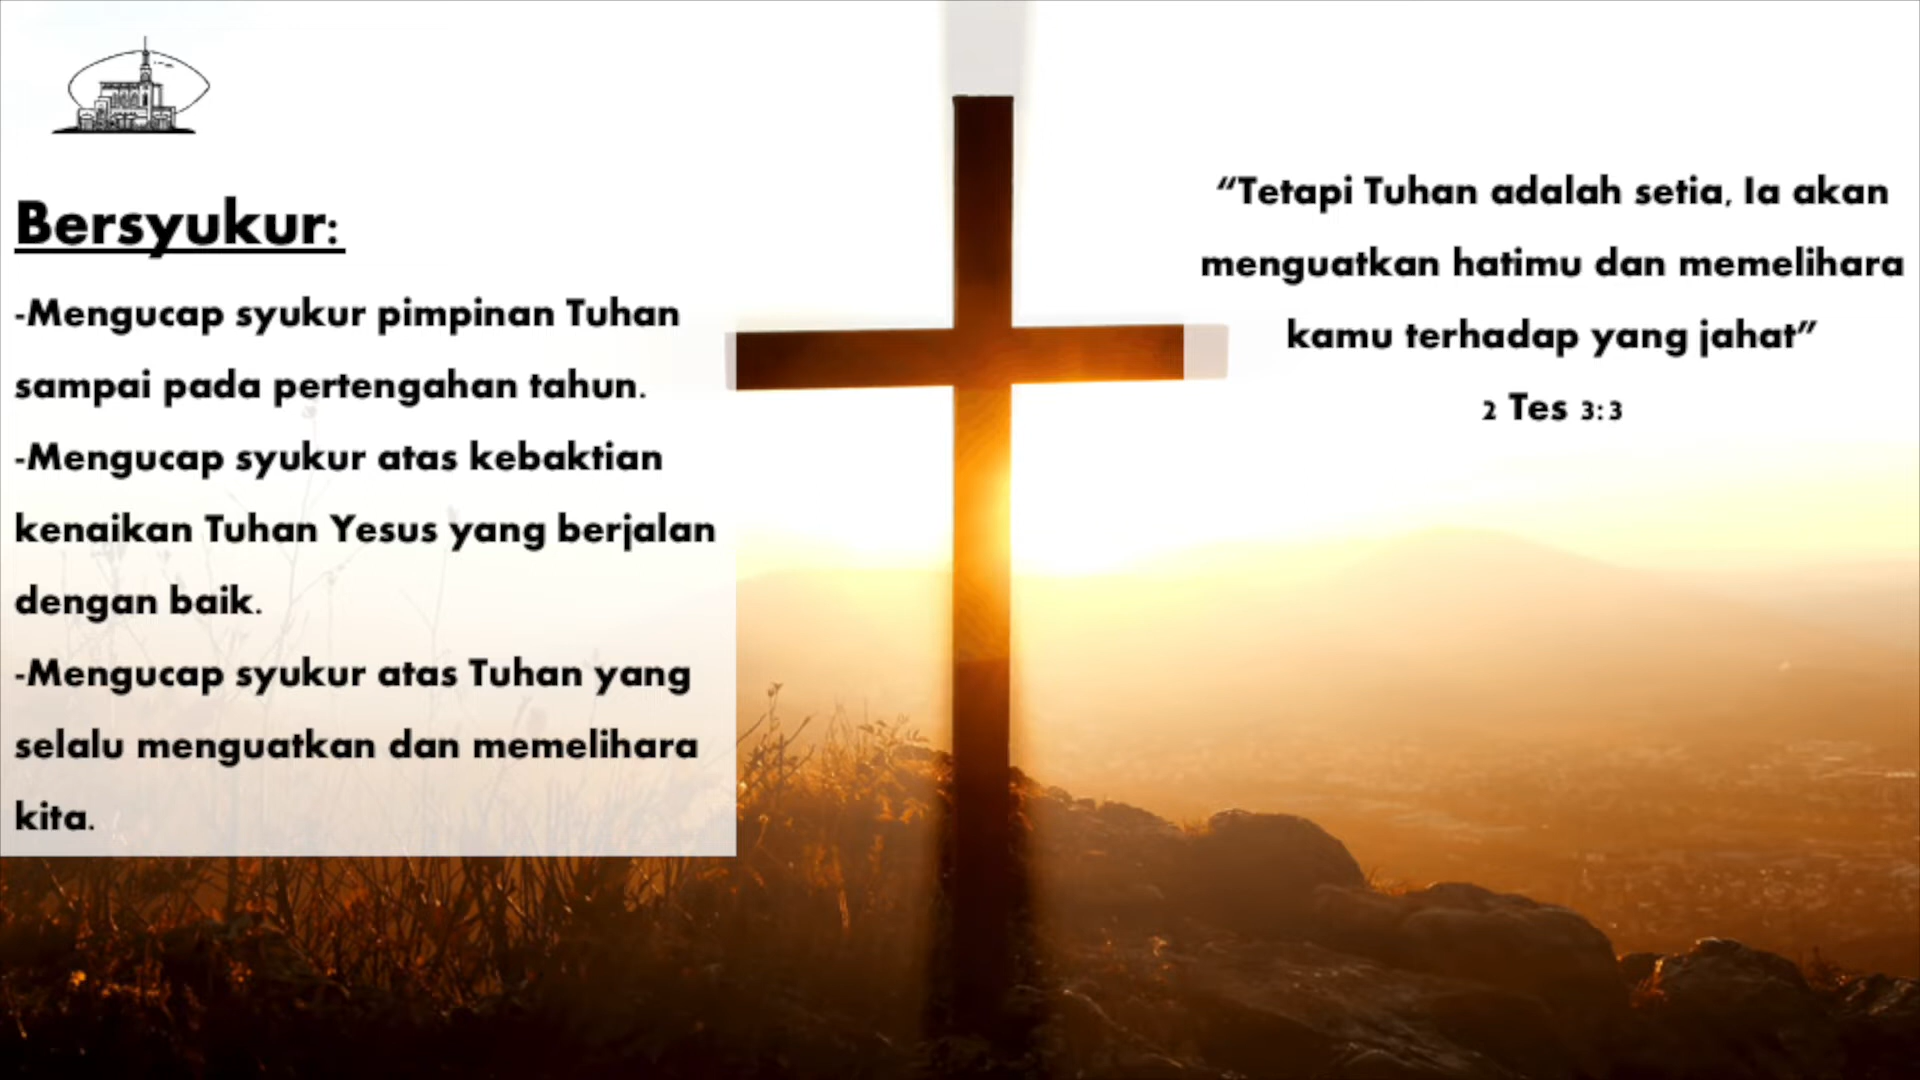 Bersyukur:
-Mengucap syukur pimpinan Tuhan
sampai pada pertengahan tahun.
-Mengucap syukur atas kebaktian
kenaikan Tuhan Yesus yang berjalan
dengan baik.
-Mengucap syukur atas Tuhan yang
selalu menguatkan dan memelihara
kita.
“Tetapi Tuhan adalah setia, Ia akan
menguatkan hatimu dan memelihara
kamu terhadap yang jahat”
2 Tes 3:3